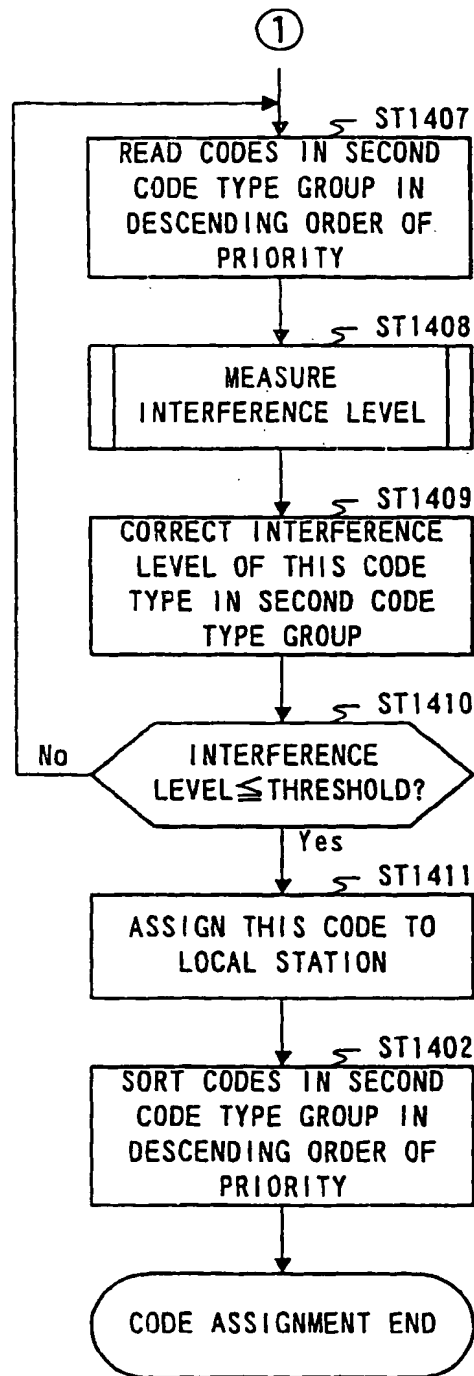 1
ST1407
READ CODES IN SECOND
CODE TYPE GROUP IN
DESCENDING ORDER OF
PRIORITY
ST1408
MEASURE
INTERFERENCE LEVEL
ST1409
CORRECT INTERFERENCE
LEVEL OF THIS CODE
TYPE IN SECOND CODE
TYPE GROUP
ST1410
No
INTERFERENCE
LEVEL≦THRESHOLD?
Yes
ST1411
ASSIGN THIS CODE TO
LOCAL STATION
ST1402
SORT CODES IN SECOND
CODE TYPE GROUP IN
DESCENDING ORDER OF
PRIORITY
CODE ASSIGNMENT END